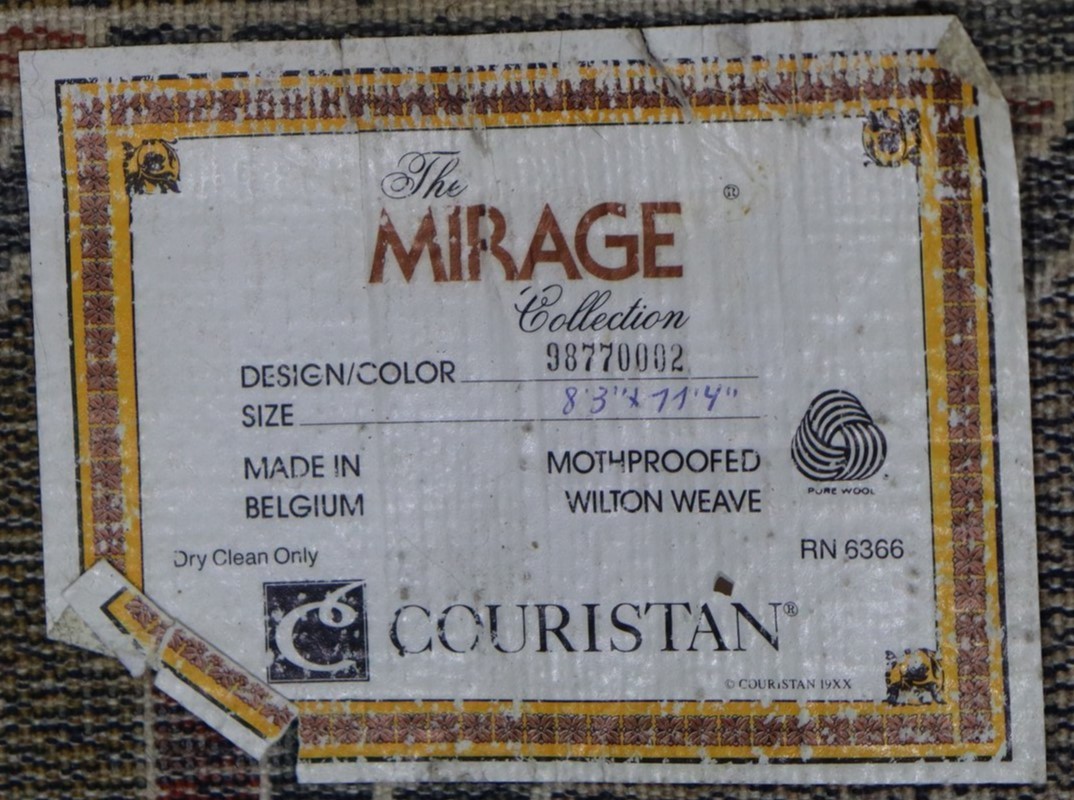 The
MIRAGE ®
Collection
DESIGN/COLOR 98770002
SIZE 8'3"x11'4"
MADE IN MOTHPROOFED
BELGIUM WILTON WEAVE
PURE WOOL
Dry Clean Only RN 6366
C COURISTAN®
© COURISTAN 19XX